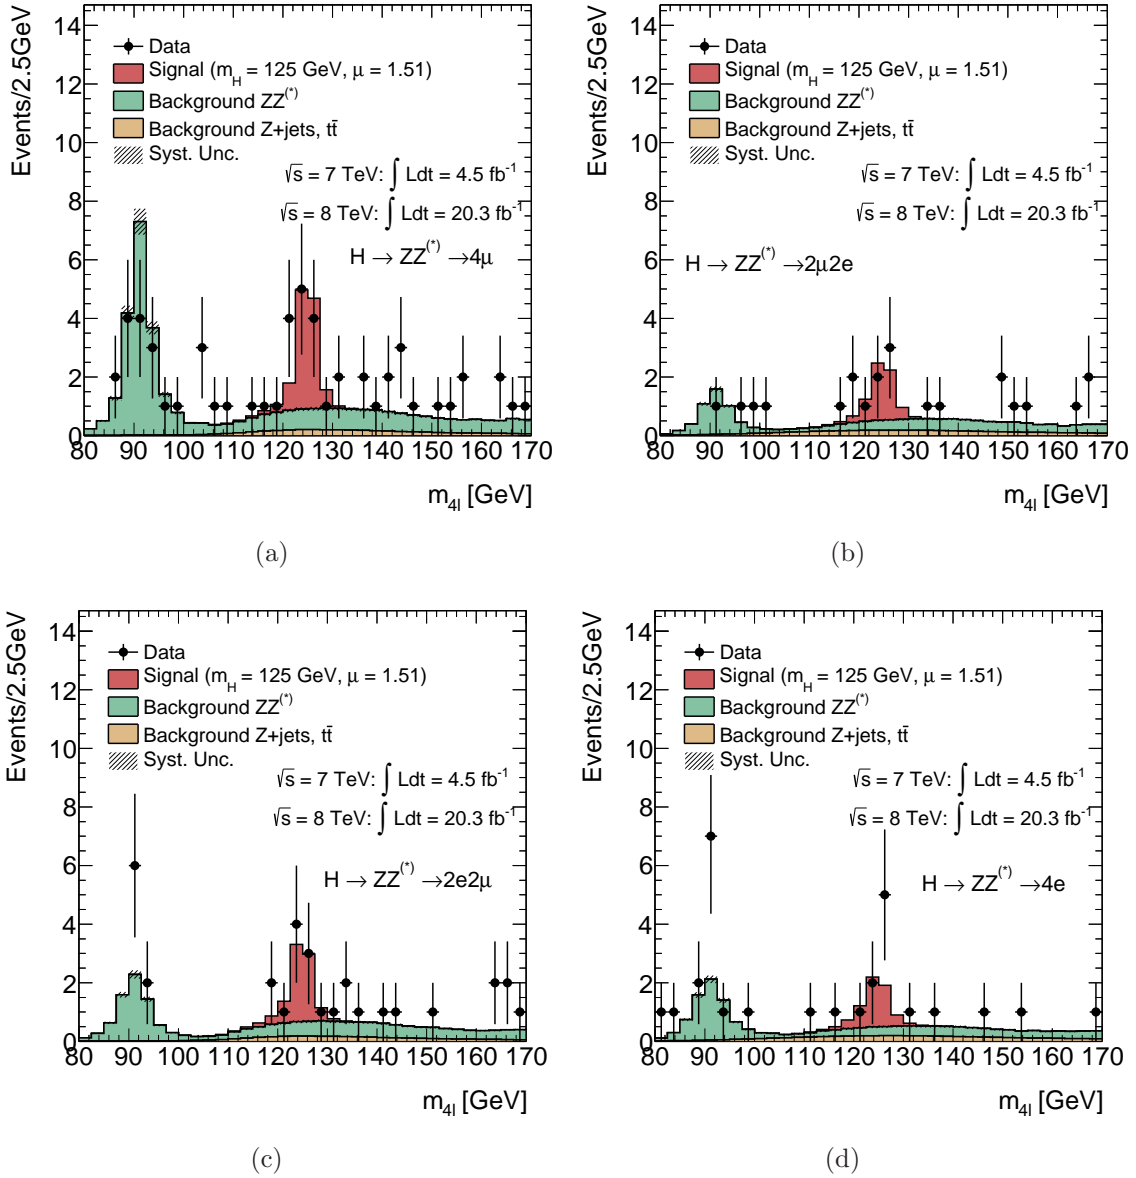 Events/2.5GeV
14
12
10
8
6
4
2
0
Data
Signal (m_H = 125 GeV, μ = 1.51)
Background ZZ^(*)
Background Z+jets, tt̄
Syst. Unc.
√s = 7 TeV: ∫ Ldt = 4.5 fb^-1
√s = 8 TeV: ∫ Ldt = 20.3 fb^-1
H → ZZ^(*) → 4μ
80 90 100 110 120 130 140 150 160 170
m_4l [GeV]
(a)
Events/2.5GeV
14
12
10
8
6
4
2
0
Data
Signal (m_H = 125 GeV, μ = 1.51)
Background ZZ^(*)
Background Z+jets, tt̄
Syst. Unc.
√s = 7 TeV: ∫ Ldt = 4.5 fb^-1
√s = 8 TeV: ∫ Ldt = 20.3 fb^-1
H → ZZ^(*) → 2μ2e
80 90 100 110 120 130 140 150 160 170
m_4l [GeV]
(b)
Events/2.5GeV
14
12
10
8
6
4
2
0
Data
Signal (m_H = 125 GeV, μ = 1.51)
Background ZZ^(*)
Background Z+jets, tt̄
Syst. Unc.
√s = 7 TeV: ∫ Ldt = 4.5 fb^-1
√s = 8 TeV: ∫ Ldt = 20.3 fb^-1
H → ZZ^(*) → 2e2μ
80 90 100 110 120 130 140 150 160 170
m_4l [GeV]
(c)
Events/2.5GeV
14
12
10
8
6
4
2
0
Data
Signal (m_H = 125 GeV, μ = 1.51)
Background ZZ^(*)
Background Z+jets, tt̄
Syst. Unc.
√s = 7 TeV: ∫ Ldt = 4.5 fb^-1
√s = 8 TeV: ∫ Ldt = 20.3 fb^-1
H → ZZ^(*) → 4e
80 90 100 110 120 130 140 150 160 170
m_4l [GeV]
(d)